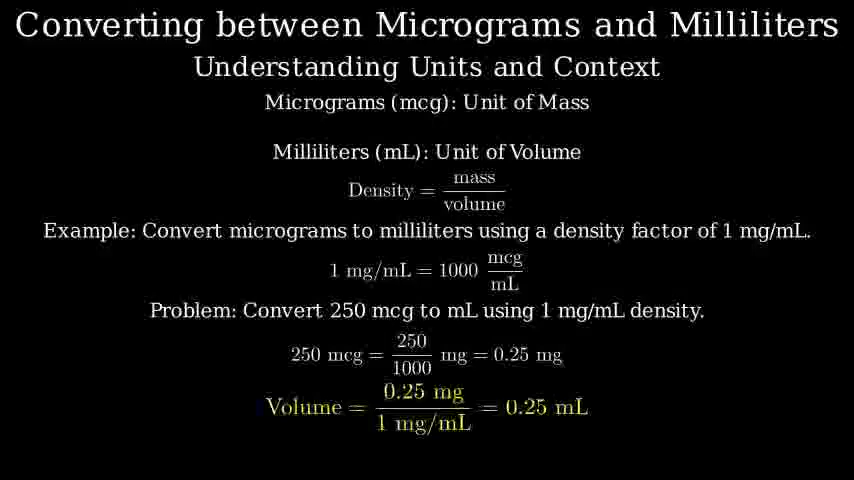 Converting between Micrograms and Milliliters
Understanding Units and Context
Micrograms (mcg): Unit of Mass
Milliliters (mL): Unit of Volume
Density = mass / volume
Example: Convert micrograms to milliliters using a density factor of 1 mg/mL.
1 mg/mL = 1000 mcg / mL
Problem: Convert 250 mcg to mL using 1 mg/mL density.
250 mcg = 250 / 1000 mg = 0.25 mg
Volume = 0.25 mg / 1 mg/mL = 0.25 mL